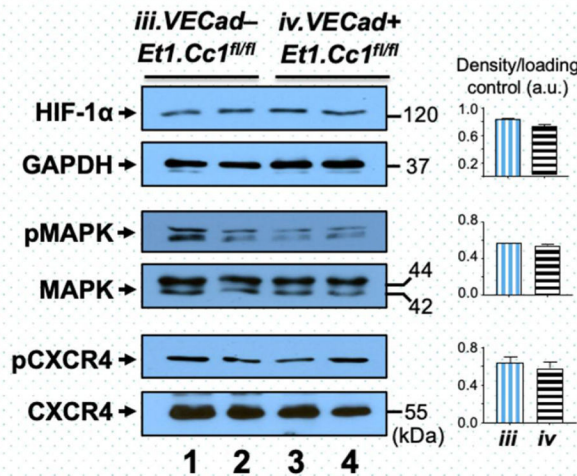 iii.VECad– iv.VECad+
Et1.Cc1fl/fl Et1.Cc1fl/fl
Density/loading
control (a.u.)
HIF-1α
120
GAPDH
37
1.0
0.6
0.2
pMAPK
MAPK
44
42
0.8
0.4
0.0
pCXCR4
CXCR4
55
(kDa)
0.8
0.4
0
1 2 3 4
iii iv